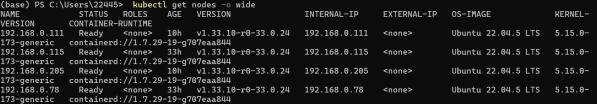 (base) PS C:\Users\22445> kubectl get nodes -o wide
NAME STATUS ROLES AGE VERSION INTERNAL-IP EXTERNAL-IP OS-IMAGE KERNEL-
VERSION CONTAINER-RUNTIME
192.168.0.111 Ready <none> 10h v1.33.10-r0-33.0.24 192.168.0.111 <none> Ubuntu 22.04.5 LTS 5.15.0-
173-generic containerd://1.7.29-19-g707eaa844
192.168.0.115 Ready <none> 33h v1.33.10-r0-33.0.24 192.168.0.115 <none> Ubuntu 22.04.5 LTS 5.15.0-
173-generic containerd://1.7.29-19-g707eaa844
192.168.0.205 Ready <none> 10h v1.33.10-r0-33.0.24 192.168.0.205 <none> Ubuntu 22.04.5 LTS 5.15.0-
173-generic containerd://1.7.29-19-g707eaa844
192.168.0.78 Ready <none> 33h v1.33.10-r0-33.0.24 192.168.0.78 <none> Ubuntu 22.04.5 LTS 5.15.0-
173-generic containerd://1.7.29-19-g707eaa844